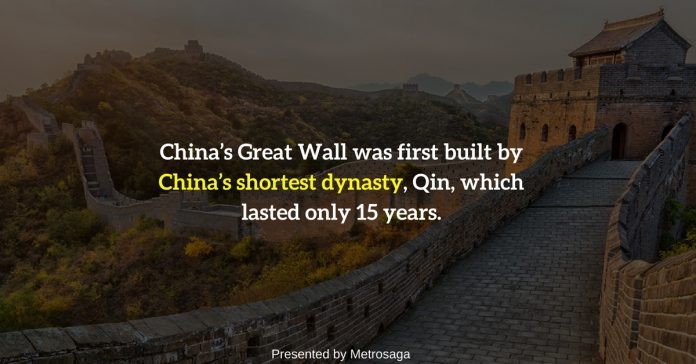 China’s Great Wall was first built by
China’s shortest dynasty, Qin, which
lasted only 15 years.
Presented by Metrosaga